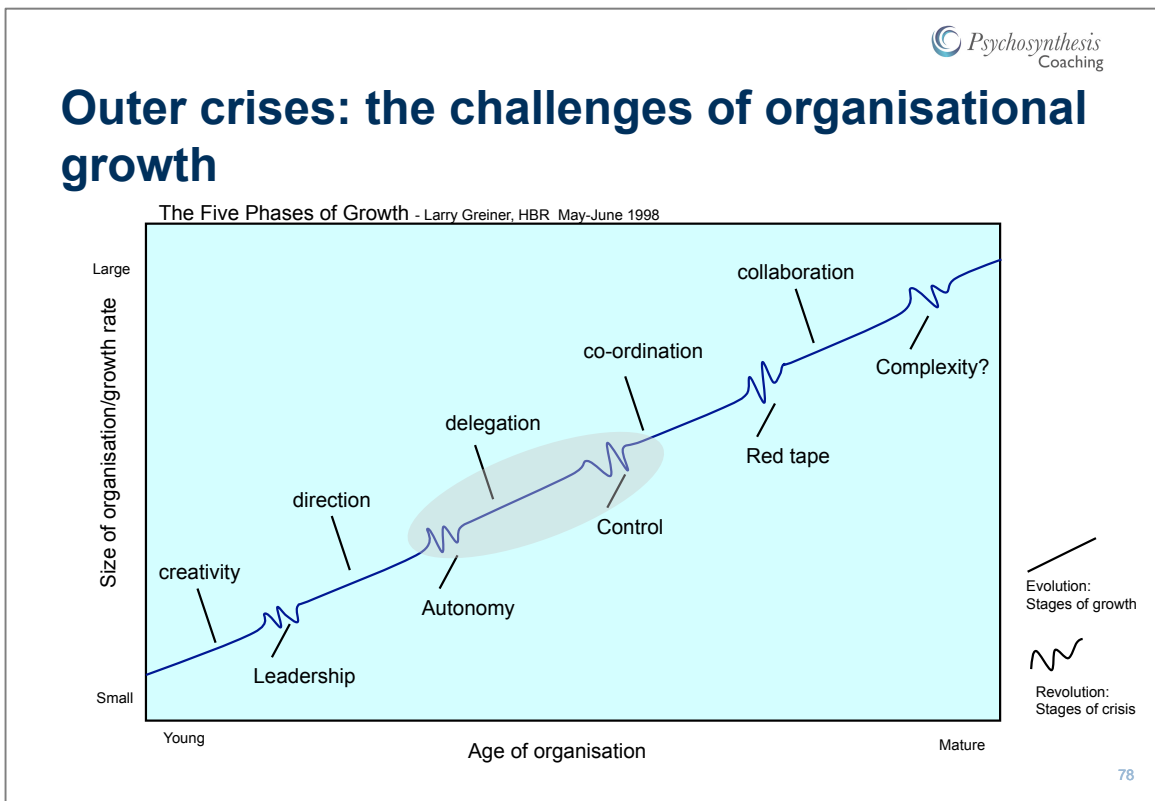 Psychosynthesis
Coaching
Outer crises: the challenges of organisational
growth
The Five Phases of Growth - Larry Greiner, HBR May-June 1998
Large
Size of organisation/growth rate
Small
creativity
Leadership
direction
Autonomy
delegation
Control
co-ordination
Red tape
collaboration
Complexity?
Evolution:
Stages of growth
Revolution:
Stages of crisis
Young
Age of organisation
Mature
78